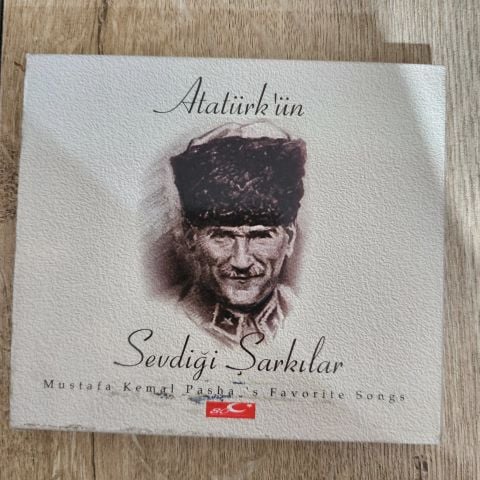 Atatürk'ün
Sevdiği Şarkılar
Mustafa Kemal Pasha's Favorite Songs